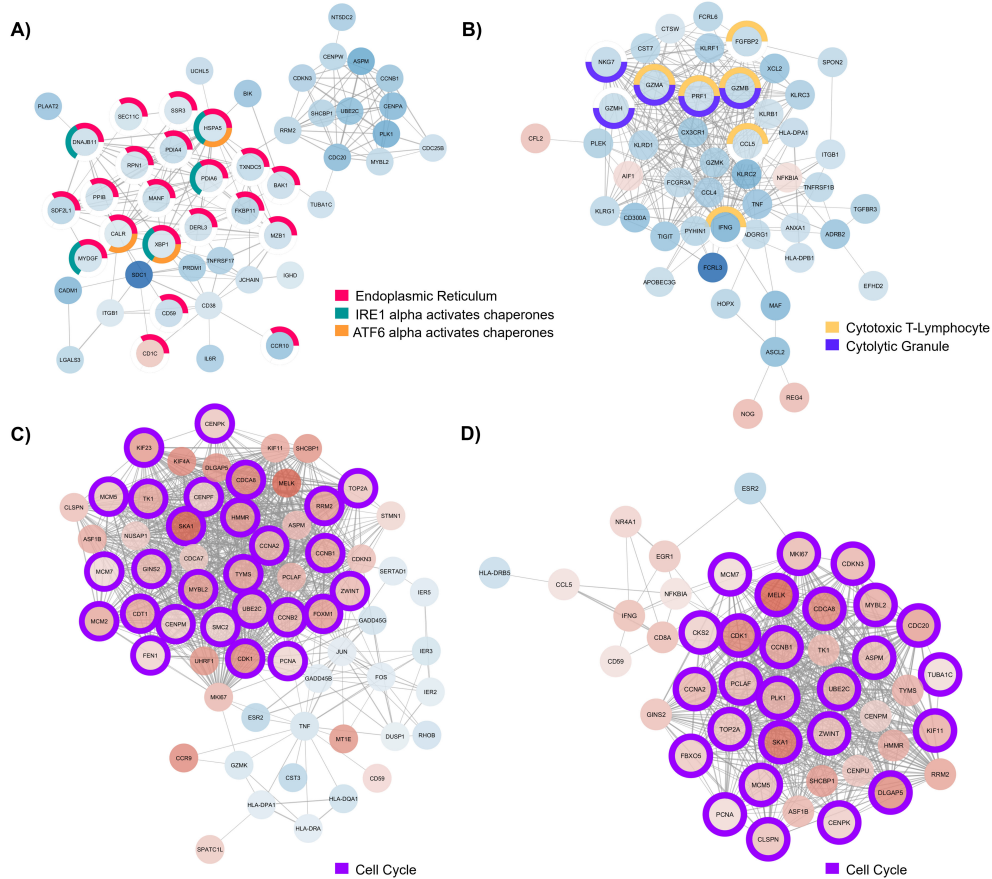 A)
NT5DC2
CENPW
ASPM
CDKN3
CCNB1
SHCBP1
UBE2C
CENPA
RRM2
PLK1
CDC20
MYBL2
CDC25B
TUBA1C
UCHL5
BIK
PLAAT2
SEC11C
SSR3
HSPA5
DNAJB11
PDIA4
RPN1
TXNDC5
PDIA6
BAK1
PPIB
MANF
SDF2L1
FKBP11
CALR
DERL3
XBP1
MZB1
MYDGF
TNFRSF17
SDC1
PRDM1
JCHAIN
IGHD
CADM1
ITGB1
CD59
CD38
LGALS3
CD1C
IL6R
CCR10
Endoplasmic Reticulum
IRE1 alpha activates chaperones
ATF6 alpha activates chaperones
B)
FCRL6
CTSW
FGFBP2
CST7
KLRF1
NKG7
XCL2
SPON2
GZMA
PRF1
GZMB
KLRC3
GZMH
KLRB1
CX3CR1
HLA-DPA1
CFL2
PLEK
KLRD1
CCL5
ITGB1
GZMK
AIF1
FCGR3A
KLRC2
NFKBIA
CCL4
TNFRSF1B
KLRG1
CD300A
TNF
TGFBR3
TIGIT
PYHIN1
IFNG
ADGRG1
ANXA1
ADRB2
FCRL3
HLA-DPB1
APOBEC3G
EFHD2
HOPX
MAF
ASCL2
NOG
REG4
Cytotoxic T-Lymphocyte
Cytolytic Granule
C)
CENPK
KIF23
KIF11
SHCBP1
KIF4A
DLGAP5
CDCA8
MELK
TOP2A
MCM5
TK1
CENPF
RRM2
CLSPN
HMMR
STMN1
SKA1
ASPM
ASF1B
NUSAP1
CCNA2
CCNB1
CDKN3
CDCA7
MCM7
GINS2
TYMS
PCLAF
SERTAD1
MYBL2
ZWINT
IER5
MCM2
CDT1
UBE2C
CCNB2
FOXM1
CENPM
SMC2
GADD45G
FEN1
UHRF1
CDK1
PCNA
JUN
IER3
GADD45B
FOS
MKI67
IER2
ESR2
TNF
DUSP1
RHOB
MT1E
CCR9
GZMK
CST3
CD59
HLA-DPA1
HLA-DQA1
HLA-DRA
SPATC1L
Cell Cycle
D)
ESR2
NR4A1
EGR1
HLA-DRB5
CCL5
NFKBIA
IFNG
CD8A
CD59
MKI67
MCM7
CDKN3
MELK
CDCA8
MYBL2
CKS2
CDK1
CDC20
CCNB1
TK1
ASPM
TUBA1C
CCNA2
PCLAF
PLK1
UBE2C
TYMS
GINS2
CENPM
TOP2A
ZWINT
KIF11
SKA1
HMMR
FBXO5
CENPU
RRM2
MCM5
SHCBP1
DLGAP5
PCNA
ASF1B
CENPK
CLSPN
Cell Cycle